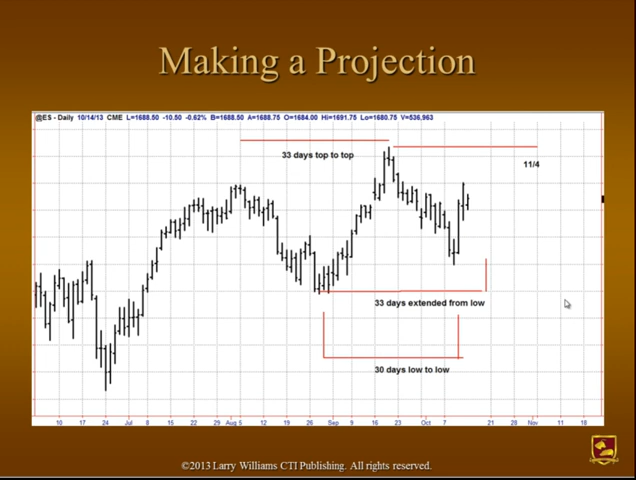 Making a Projection
@ES - Daily 10/14/13 CME L=1688.50 -10.50 -0.62% B=1688.50 A=1688.75 O=1684.00 Hi=1691.75 Lo=1680.75 V=536,963
33 days top to top
11/4
33 days extended from low
30 days low to low
10 17 24 Jul 8 15 22 29 Aug 5 12 19 26 Sep 9 16 23 Oct 7 21 28 Nov 11 18
©2013 Larry Williams CTI Publishing. All rights reserved.